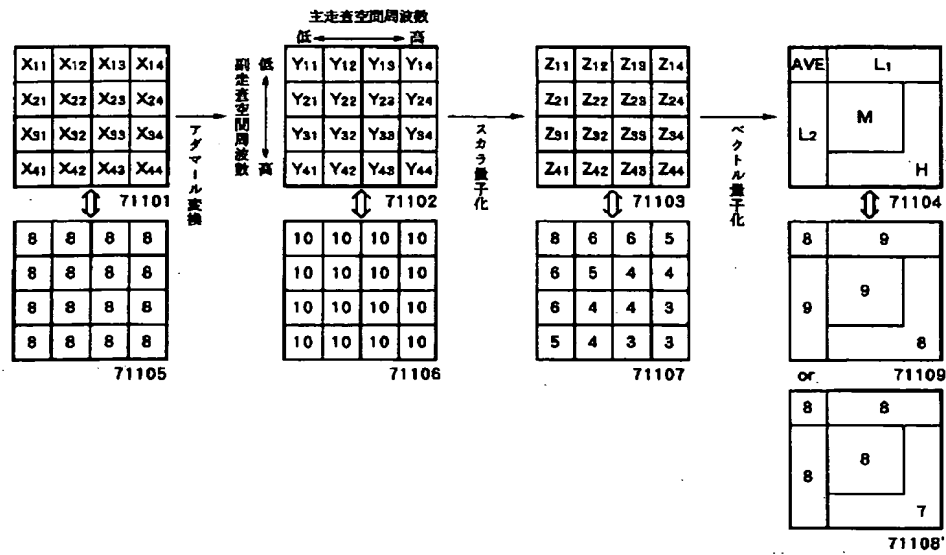 主走査空間周波数
低 高
副走査空間周波数
低
高
X11 X12 X13 X14
X21 X22 X23 X24
X31 X32 X33 X34
X41 X42 X43 X44
71101
アダマール変換
Y11 Y12 Y13 Y14
Y21 Y22 Y23 Y24
Y31 Y32 Y33 Y34
Y41 Y42 Y43 Y44
71102
スカラ量子化
Z11 Z12 Z13 Z14
Z21 Z22 Z23 Z24
Z31 Z32 Z33 Z34
Z41 Z42 Z43 Z44
71103
ベクトル量子化
AVE L1
L2 M
H
71104
8 8 8 8
8 8 8 8
8 8 8 8
8 8 8 8
71105
10 10 10 10
10 10 10 10
10 10 10 10
10 10 10 10
71106
8 6 6 5
6 5 4 4
6 4 4 3
5 4 3 3
71107
8 9
9 9
8
71109
or
8 8
8 8
7
71108'